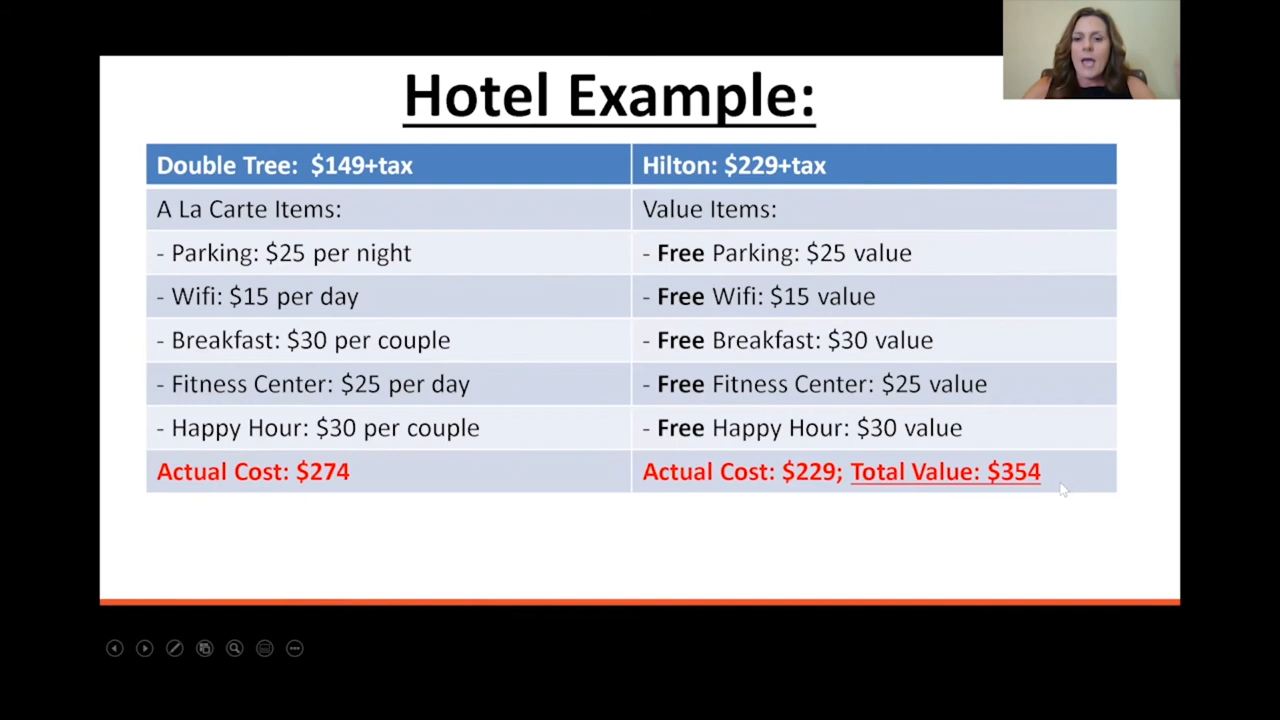 Hotel Example:
Double Tree:  $149+tax
Hilton: $229+tax
A La Carte Items:
Value Items:
- Parking: $25 per night
- Free Parking: $25 value
- Wifi: $15 per day
- Free Wifi: $15 value
- Breakfast: $30 per couple
- Free Breakfast: $30 value
- Fitness Center: $25 per day
- Free Fitness Center: $25 value
- Happy Hour: $30 per couple
- Free Happy Hour: $30 value
Actual Cost: $274
Actual Cost: $229; Total Value: $354